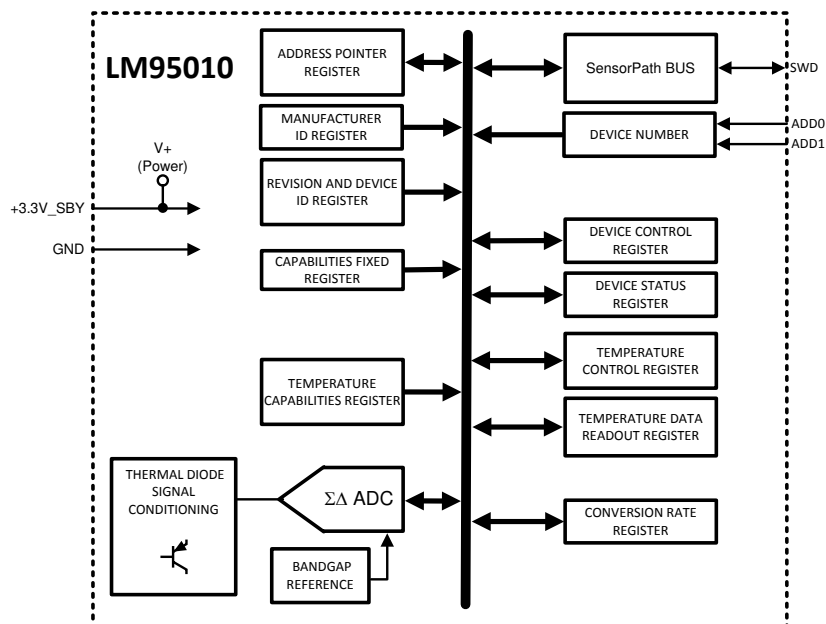 LM95010
ADDRESS POINTER
REGISTER
MANUFACTURER
ID REGISTER
REVISION AND DEVICE
ID REGISTER
CAPABILITIES FIXED
REGISTER
TEMPERATURE
CAPABILITIES REGISTER
V+
(Power)
+3.3V_SBY
GND
THERMAL DIODE
SIGNAL
CONDITIONING
ΣΔ ADC
BANDGAP
REFERENCE
SensorPath BUS
SWD
DEVICE NUMBER
ADD0
ADD1
DEVICE CONTROL
REGISTER
DEVICE STATUS
REGISTER
TEMPERATURE
CONTROL REGISTER
TEMPERATURE DATA
READOUT REGISTER
CONVERSION RATE
REGISTER